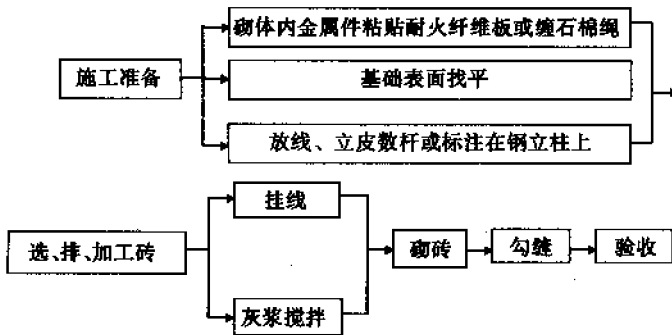 砌体内金属件粘贴耐火纤维板或缠石棉绳
施工准备
基础表面找平
放线、立皮数杆或标注在钢立柱上
挂线
选、排、加工砖
砌砖
勾缝
验收
灰浆搅拌